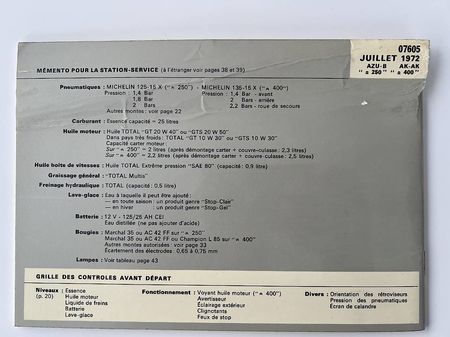 07605
JUILLET 1972
AZU-B AK-AK
" ≙ 250" " ≙ 400"
MÉMENTO POUR LA STATION-SERVICE (à l'étranger voir pages 38 et 39)
Pneumatiques : MICHELIN 125-15 X ("≙ 250") - MICHELIN 135-15 X ("≙ 400")
Pression : 1,4 Bar - avant 1,4 Bar
1,8 Bar - arrière 2 Bars
2 Bars - roue de secours 2,2 Bars
Autres montes : voir page 22
Carburant : Essence capacité = 25 litres
Huile moteur : Huile TOTAL "GT 20 W 40" ou "GTS 20 W 50"
Dans pays très froids : TOTAL "GT 10 W 30" ou "GTS 10 W 30"
Capacité carter moteur :
Sur "≙ 250" = 2 litres (après démontage carter + couvre-culasse : 2,3 litres)
Sur "≙ 400" = 2,2 litres (après démontage carter + couvre-culasse : 2,5 litres)
Huile boîte de vitesses : Huile TOTAL Extrême pression "SAE 80" (capacité : 0,9 litre)
Graissage général : "TOTAL Multis"
Freinage hydraulique : TOTAL (capacité : 0,5 litre)
Lave-glace : Eau à laquelle il peut être ajouté :
— en toute saison : un produit genre "Stop-Clair"
— en hiver : un produit genre "Stop-Gel"
Batterie : 12 V - 125/25 AH CEI
Eau distillée (ne pas ajouter d'acide)
Bougies : Marchal 35 ou AC 42 FF sur "≙ 250"
Marchal 35 ou AC 42 FF ou Champion L 85 sur "≙ 400"
Autres montes autorisées : voir page 33
Écartement des électrodes : 0,65 à 0,75 mm
Lampes : Voir tableau page 43
GRILLE DES CONTROLES AVANT DÉPART
Niveaux : Essence Fonctionnement : Voyant huile moteur ("≙ 400") Divers : Orientation des rétroviseurs
(p. 20) Huile moteur Avertisseur Pression des pneumatiques
Liquide de freins Éclairage extérieur Écran de calandre
Batterie Clignotants
Lave-glace Feux de stop